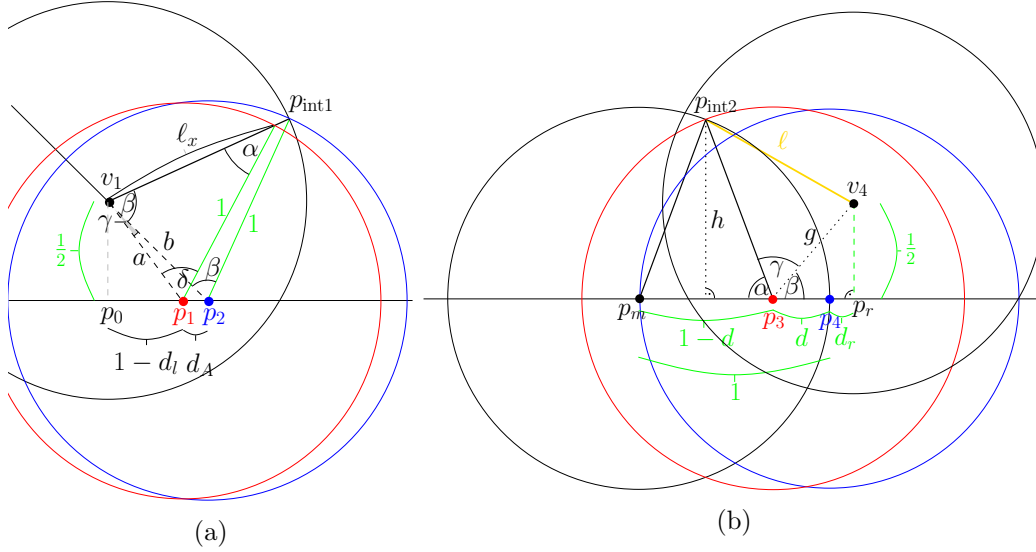 p_int1
ℓ_x
α
v_1
β
γ
1
1
b
a
1/2
δ
β
p_0
p_1
p_2
1 − d_l
d_A
(a)
p_int2
ℓ
v_4
h
g
1/2
γ
α
β
p_m
p_3
p_4
p_r
1 − d
d
d_r
1
(b)